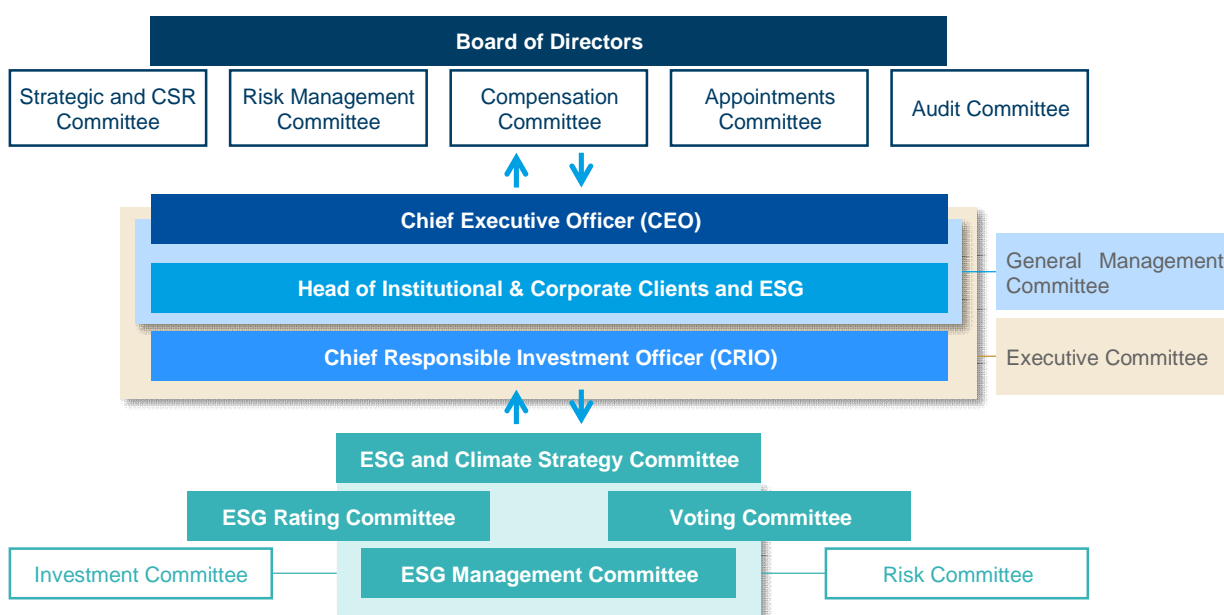 Board of Directors
Strategic and CSR
Committee
Risk Management
Committee
Compensation
Committee
Appointments
Committee
Audit Committee
Chief Executive Officer (CEO)
Head of Institutional & Corporate Clients and ESG
General Management
Committee
Chief Responsible Investment Officer (CRIO)
Executive Committee
ESG and Climate Strategy Committee
ESG Rating Committee
Voting Committee
Investment Committee
ESG Management Committee
Risk Committee